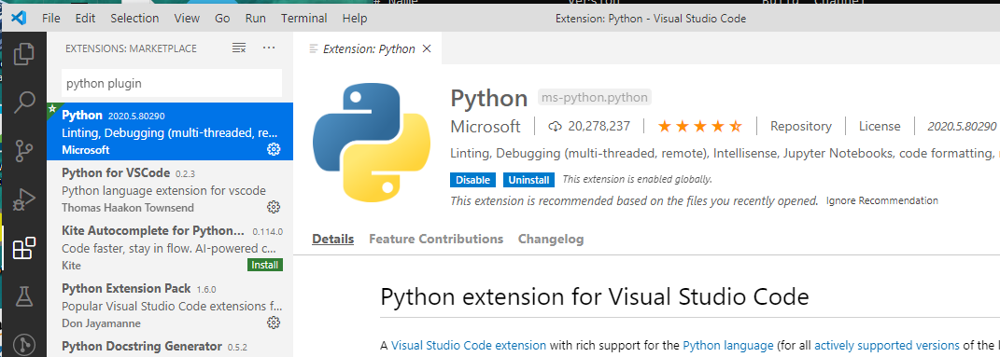 # Name Version Build Channel
File Edit Selection View Go Run Terminal Help Extension: Python - Visual Studio Code
EXTENSIONS: MARKETPLACE
python plugin
Python 2020.5.80290
Linting, Debugging (multi-threaded, re...
Microsoft
Python for VSCode 0.2.3
Python language extension for vscode
Thomas Haakon Townsend
Kite Autocomplete for Python... 0.114.0
Code faster, stay in flow. AI-powered c...
Kite Install
Python Extension Pack 1.6.0
Popular Visual Studio Code extensions f...
Don Jayamanne
Python Docstring Generator 0.5.2
Extension: Python
Python ms-python.python
Microsoft 20,278,237 Repository License 2020.5.80290
Linting, Debugging (multi-threaded, remote), Intellisense, Jupyter Notebooks, code formatting,
Disable Uninstall This extension is enabled globally.
This extension is recommended based on the files you recently opened. Ignore Recommendation
Details Feature Contributions Changelog
Python extension for Visual Studio Code
A Visual Studio Code extension with rich support for the Python language (for all actively supported versions of the